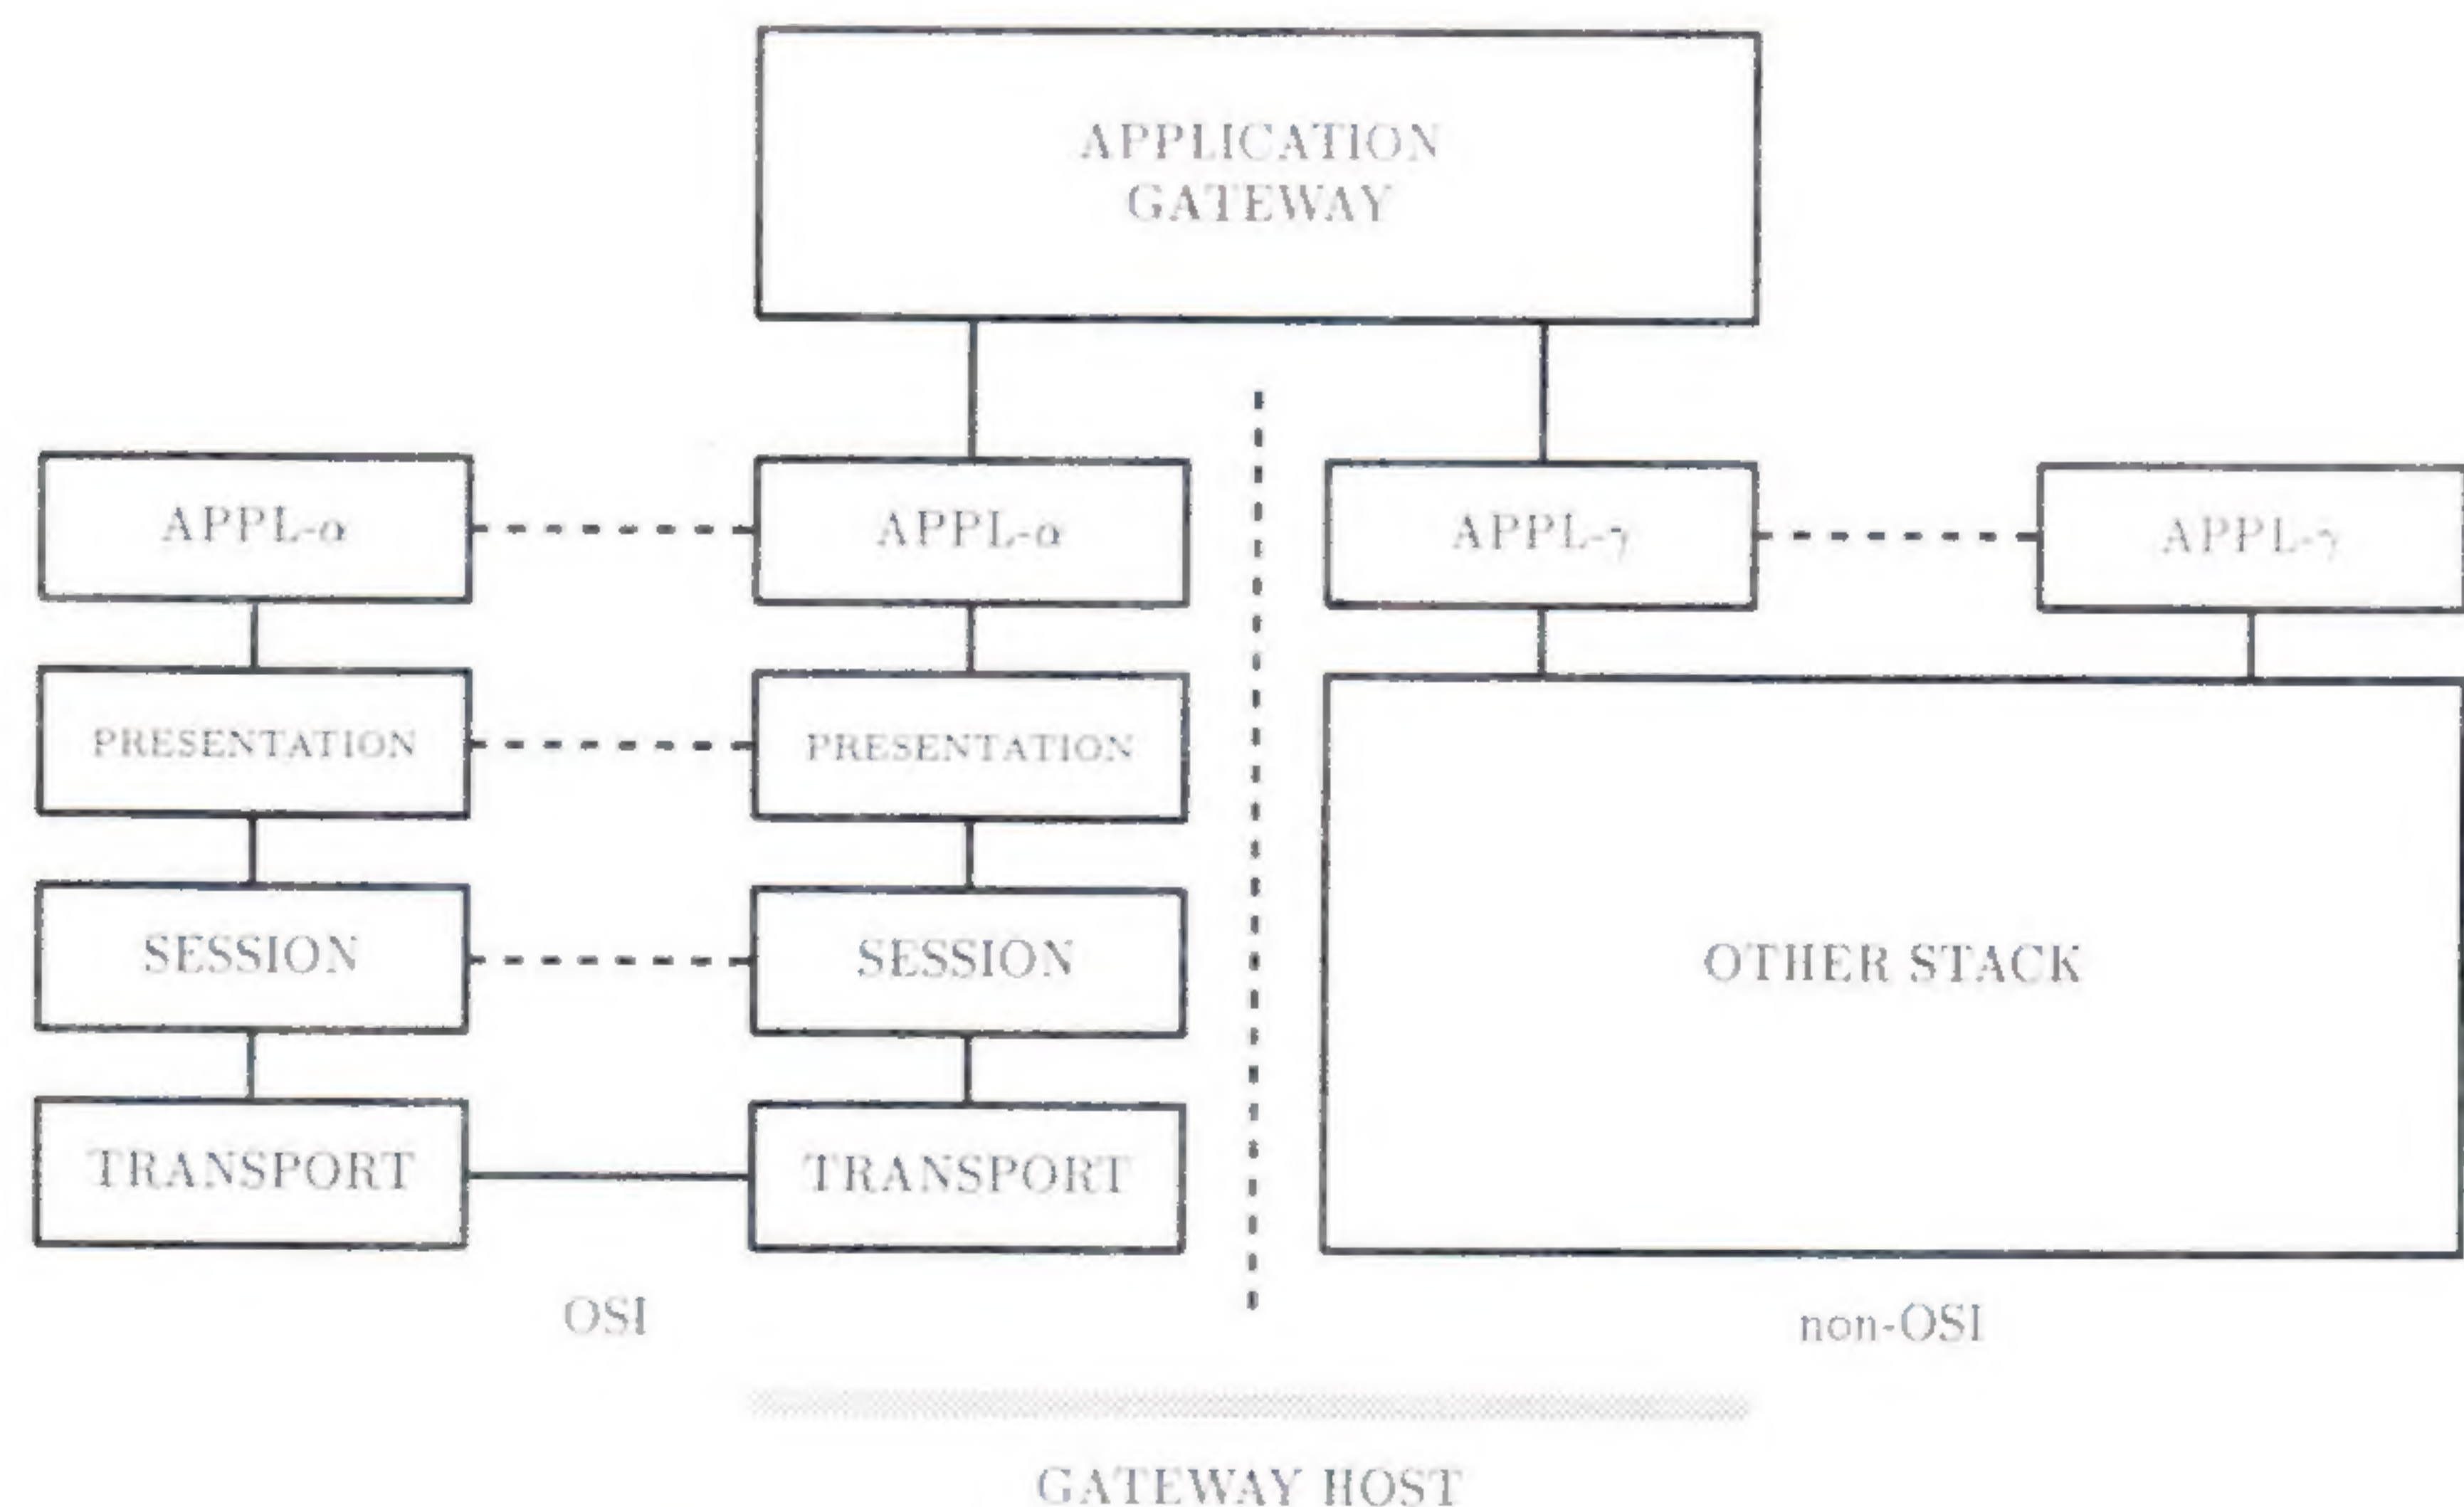 APPLICATION
GATEWAY
APPL-α
APPL-α
APPL-γ
APPL-γ
PRESENTATION
PRESENTATION
SESSION
SESSION
OTHER STACK
TRANSPORT
TRANSPORT
OSI
non-OSI
GATEWAY HOST